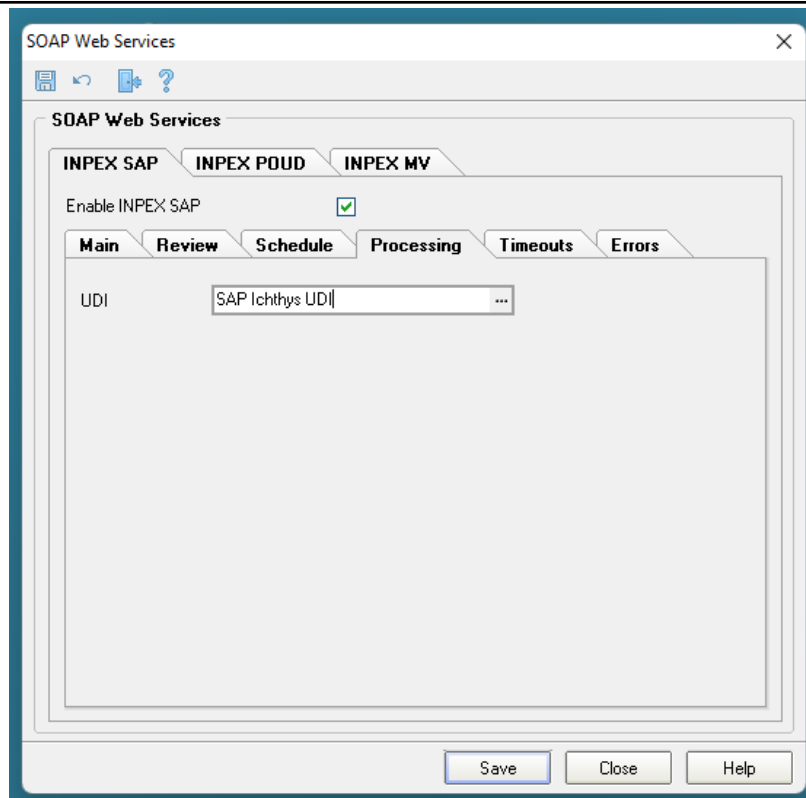 SOAP Web Services
SOAP Web Services
INPEX SAP INPEX POUD INPEX MV
Enable INPEX SAP
Main Review Schedule Processing Timeouts Errors
UDI SAP Ichthys UDI ...
Save Close Help